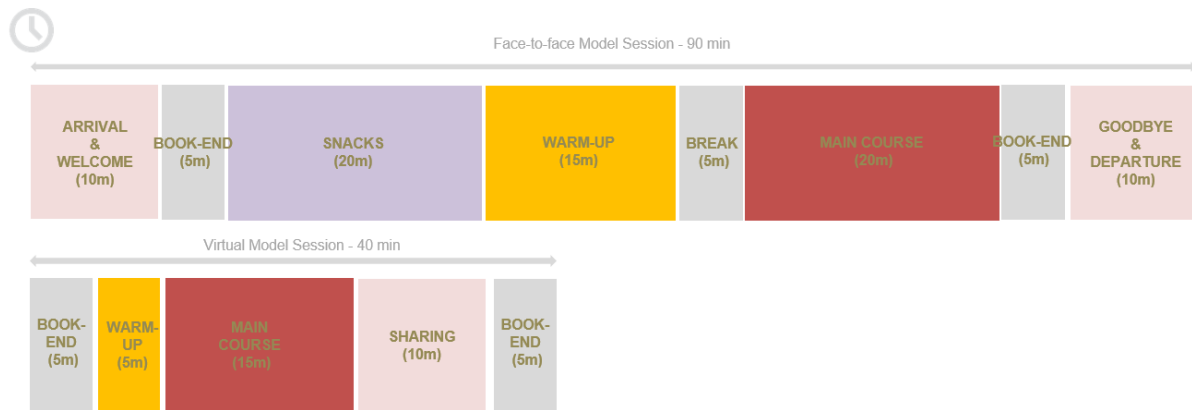 Face-to-face Model Session - 90 min
ARRIVAL
&
WELCOME
(10m)
BOOK-END
(5m)
SNACKS
(20m)
WARM-UP
(15m)
BREAK
(5m)
MAIN COURSE
(20m)
BOOK-END
(5m)
GOODBYE
&
DEPARTURE
(10m)
Virtual Model Session - 40 min
BOOK-
END
(5m)
WARM-
UP
(5m)
MAIN
COURSE
(15m)
SHARING
(10m)
BOOK-
END
(5m)